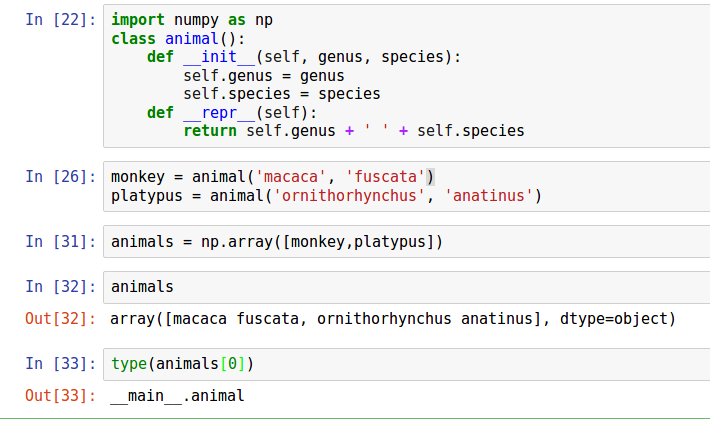 In [22]: import numpy as np
class animal():
    def __init__(self, genus, species):
        self.genus = genus
        self.species = species
    def __repr__(self):
        return self.genus + ' ' + self.species
In [26]: monkey = animal('macaca', 'fuscata')
platypus = animal('ornithorhynchus', 'anatinus')
In [31]: animals = np.array([monkey,platypus])
In [32]: animals
Out[32]: array([macaca fuscata, ornithorhynchus anatinus], dtype=object)
In [33]: type(animals[0])
Out[33]: __main__.animal